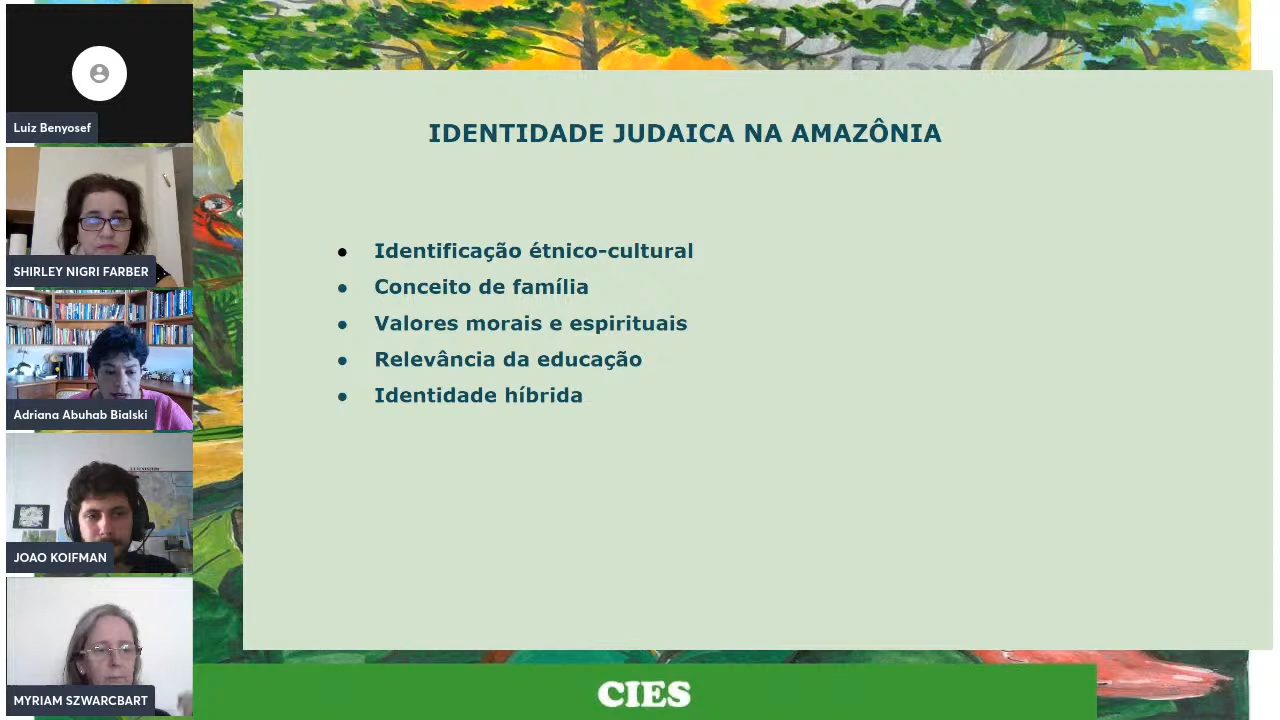 Luiz Benyosef
SHIRLEY NIGRI FARBER
Adriana Abuhab Bialski
JOAO KOIFMAN
MYRIAM SZWARCBART
IDENTIDADE JUDAICA NA AMAZÔNIA
● Identificação étnico-cultural
● Conceito de família
● Valores morais e espirituais
● Relevância da educação
● Identidade híbrida
CIES